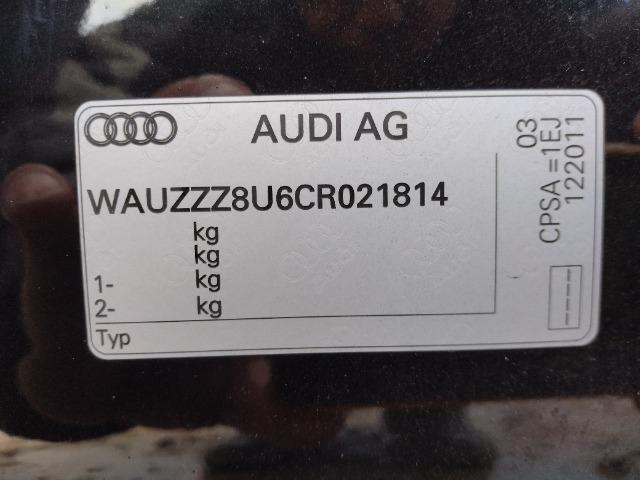 AUDI AG
WAUZZZ8U6CR021814
kg
kg
1- kg
2- kg
Typ
03
CPSA=1EJ
122011
----